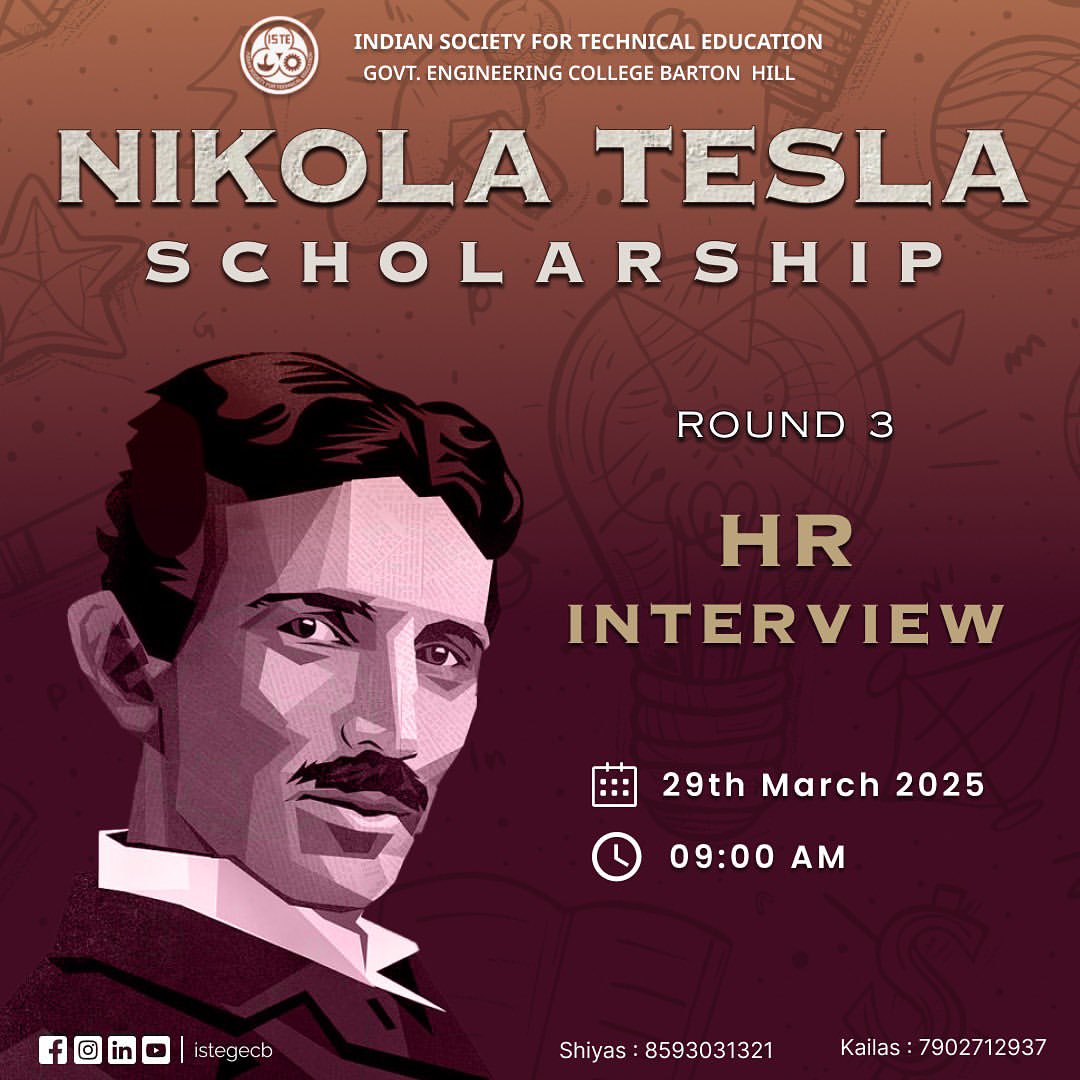 ISTE
INDIAN SOCIETY FOR TECHNICAL EDUCATION
GOVT. ENGINEERING COLLEGE BARTON HILL
NIKOLA TESLA
SCHOLARSHIP
ROUND 3
HR
INTERVIEW
29th March 2025
09:00 AM
istegecb
Shiyas : 8593031321
Kailas : 7902712937